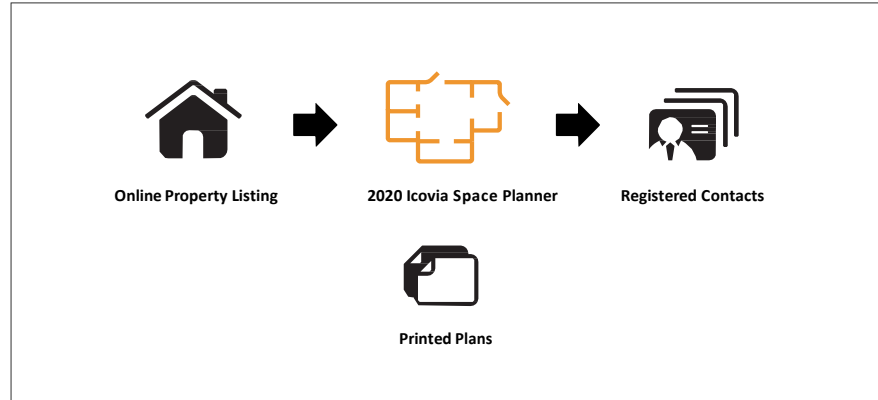 Online Property Listing
2020 Icovia Space Planner
Registered Contacts
Printed Plans